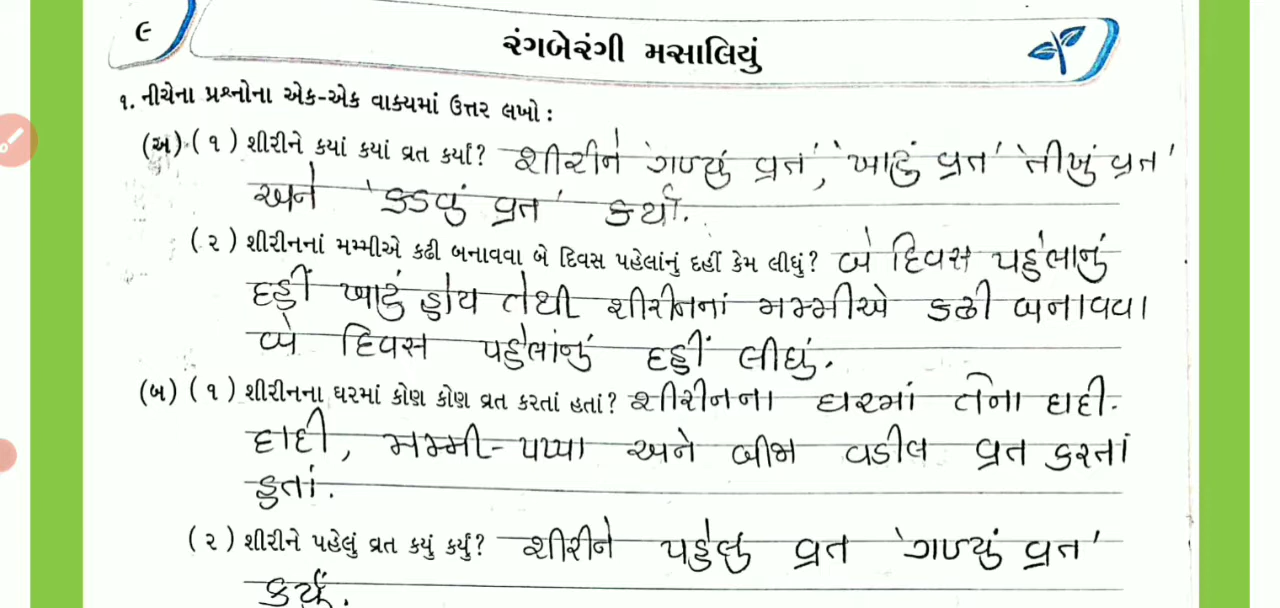 ૯
રંગબેરંગી મસાલિયું
૧. નીચેના પ્રશ્નોના એક-એક વાક્યમાં ઉત્તર લખો :
(અ) (૧) શીરીને કયાં કયાં વ્રત કર્યાં? શીરીને 'ગળ્યું વ્રત', 'ખાટું વ્રત' 'તીખું વ્રત'
અને 'કડવું વ્રત' કર્યાં.
(૨) શીરીનનાં મમ્મીએ કઢી બનાવવા બે દિવસ પહેલાંનું દહીં કેમ લીધું? બે દિવસ પહેલાનું
દહીં ખાટું હોય તેથી શીરીનનાં મમ્મીએ કઢી બનાવવા
બે દિવસ પહેલાંનું દહીં લીધું.
(બ) (૧) શીરીનના ઘરમાં કોણ કોણ વ્રત કરતાં હતાં? શીરીનના ઘરમાં તેના દાદી-
દાદી, મમ્મી-પપ્પા અને બીજા વડીલ વ્રત કરતાં
હતાં.
(૨) શીરીને પહેલું વ્રત કયું કર્યું? શીરીને પહેલું વ્રત 'ગળ્યું વ્રત'
કર્યું.